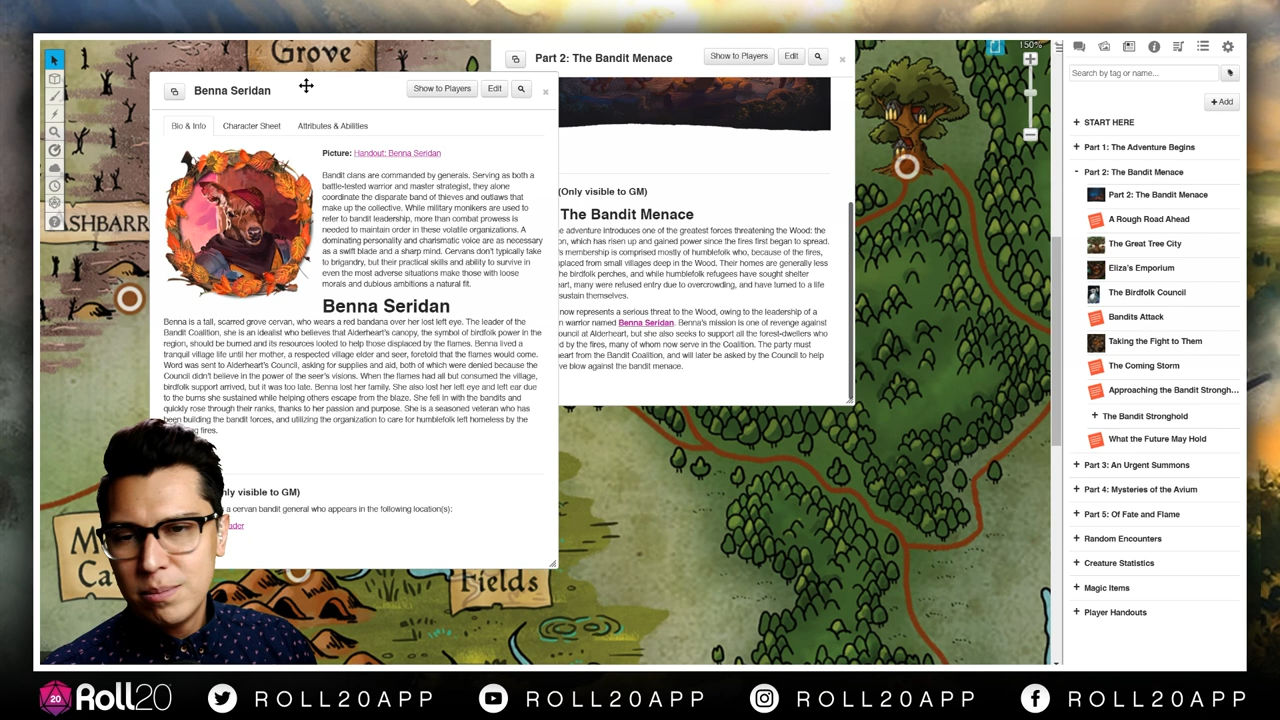 Grove
150%
Part 2: The Bandit Menace
Show to Players
Edit
Benna Seridan
Show to Players
Edit
Bio & Info
Character Sheet
Attributes & Abilities
Picture: Handout: Benna Seridan
Bandit clans are commanded by generals. Serving as both a
battle-tested warrior and master strategist, they alone
coordinate the disparate band of thieves and outlaws that
make up the collective. While military monikers are used to
refer to bandit leadership, more than combat prowess is
needed to maintain order in these volatile organizations. A
dominating personality and charismatic voice are as necessary
as swift blade and a sharp mind. Cervans don't typically take
to brigandry, but their practical skills and ability to survive in
even the most adverse situations make those with loose
morals and dubious ambitions a natural fit.
Benna Seridan
Benna is a tall, scarred grove cervan, who wears a red bandana over her lost left eye. The leader of the
Bandit Coalition, she is an idealist who believes that Alderheart's canopy, the symbol of birdfolk power in the
region, should be burned and its resources looted to help those displaced by the flames. Benna lived a
tranquil village life until her mother, a respected village elder and seer, foretold that the flames would come.
Word was sent to Alderheart's Council, asking for supplies and aid, both of which were denied because the
Council didn't believe in the power of the seer's visions. When the flames had all but consumed the village,
birdfolk support arrived, but it was too late. Benna lost her family. She also lost her left eye and left ear due
to the burns she sustained while helping others escape from the blaze. She fell in with the bandits and
quickly rose through their ranks, thanks to her passion and purpose. She is a seasoned veteran who has
been building the bandit forces, and utilizing the organization to care for humblefolk left homeless by the
fires.
nly visible to GM)
a cervan bandit general who appears in the following location(s):
ader
(Only visible to GM)
The Bandit Menace
e adventure introduces one of the greatest forces threatening the Wood: the
on, which has risen up and gained power since the fires first began to spread.
's membership is comprised mostly of humblefolk who, because of the fires,
placed from small villages deep in the Wood. Their homes are generally less
he birdfolk perches, and while humblefolk refugees have sought shelter
art, many were refused entry due to overcrowding, and have turned to a life
sustain themselves.
now represents a serious threat to the Wood, owing to the leadership of a
n warrior named Benna Seridan. Benna's mission is one of revenge against
ouncil at Alderheart, but she also seeks to support all the forest-dwellers who
d by the fires, many of whom now serve in the Coalition. The party must
heart from the Bandit Coalition, and will later be asked by the Council to help
ve blow against the bandit menace.
ASHBARR
M
Ca
Fields
Search by tag or name...
+ Add
+ START HERE
+ Part 1: The Adventure Begins
- Part 2: The Bandit Menace
Part 2: The Bandit Menace
A Rough Road Ahead
The Great Tree City
Eliza's Emporium
The Birdfolk Council
Bandits Attack
Taking the Fight to Them
The Coming Storm
Approaching the Bandit Strongh...
+ The Bandit Stronghold
What the Future May Hold
+ Part 3: An Urgent Summons
+ Part 4: Mysteries of the Avium
+ Part 5: Of Fate and Flame
+ Random Encounters
+ Creature Statistics
+ Magic Items
+ Player Handouts
20 Roll20
ROLL20APP
ROLL20APP
ROLL20APP
ROLL20APP